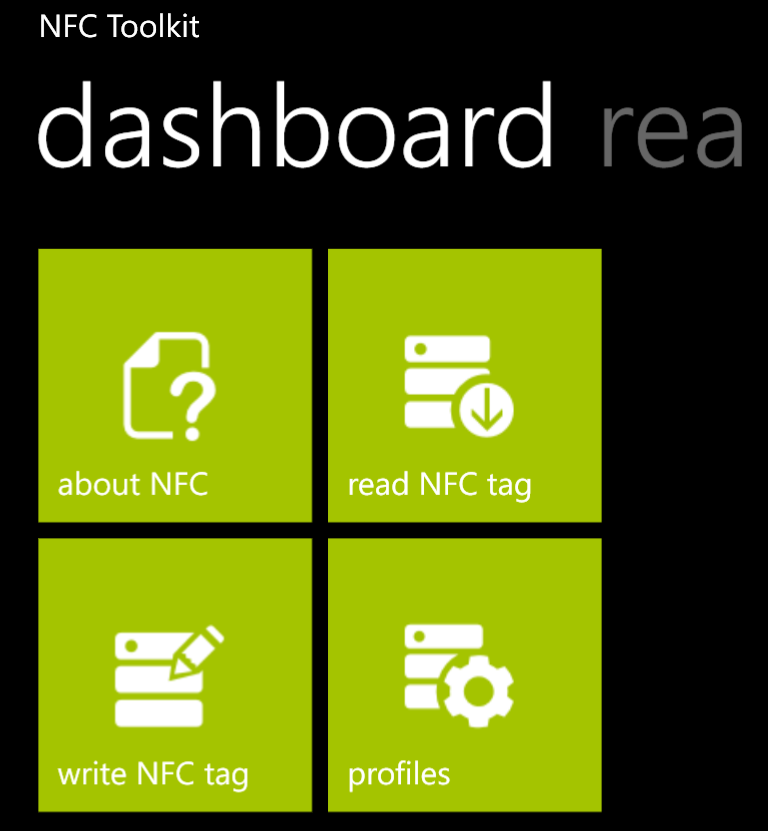 NFC Toolkit
dashboard rea
about NFC
read NFC tag
write NFC tag
profiles